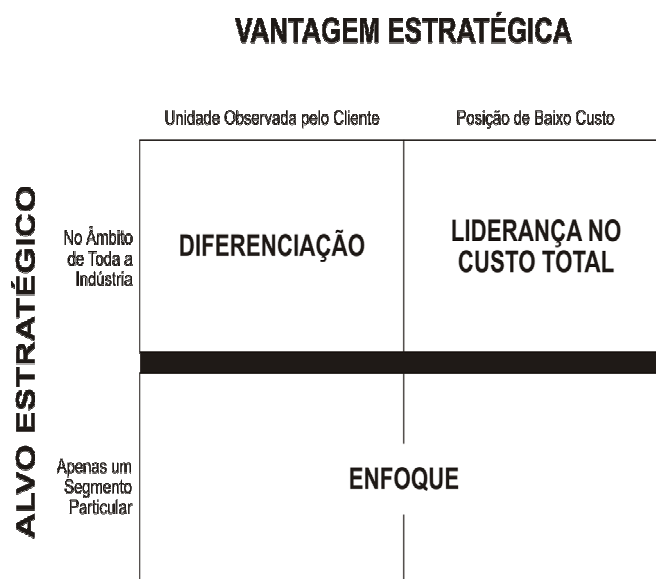 VANTAGEM ESTRATÉGICA
Unidade Observada pelo Cliente
Posição de Baixo Custo
ALVO ESTRATÉGICO
No Âmbito
de Toda a
Indústria
DIFERENCIAÇÃO
LIDERANÇA NO
CUSTO TOTAL
Apenas um
Segmento
Particular
ENFOQUE